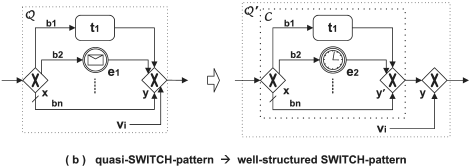 Q
b1
t1
b2
e1
x
y
bn
Vi
Q'
C
b1
t1
b2
e2
x
y'
y
bn
Vi
( b ) quasi-SWITCH-pattern → well-structured SWITCH-pattern